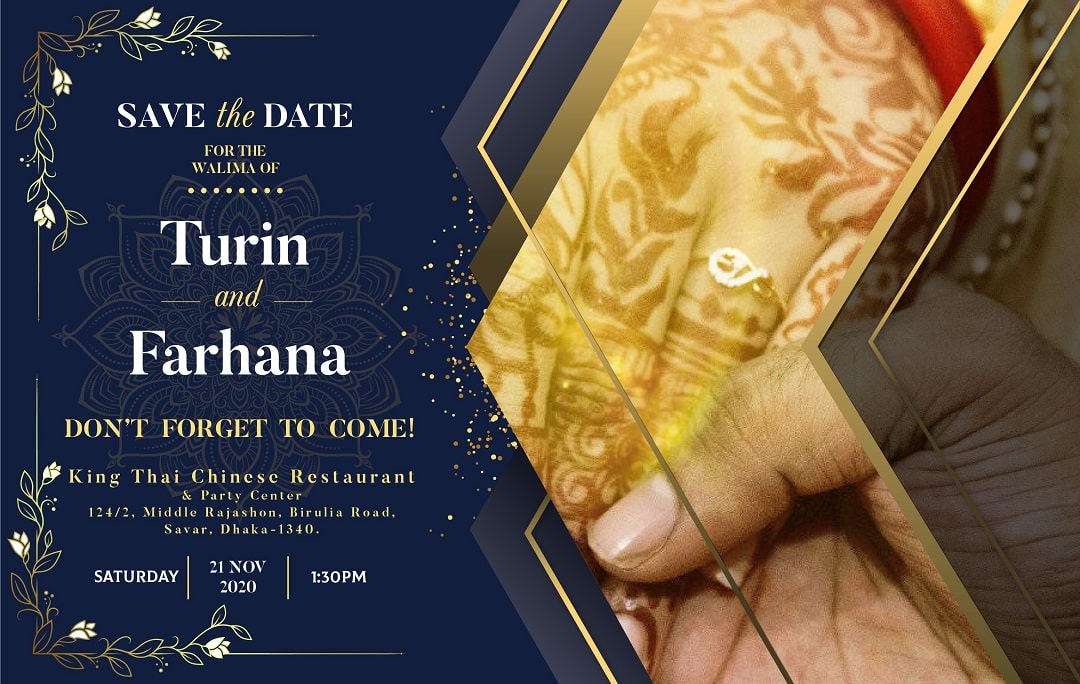 SAVE the DATE
FOR THE
WALIMA OF
Turin
and
Farhana
DON'T FORGET TO COME!
King Thai Chinese Restaurant
& Party Center
124/2, Middle Rajashon, Birulia Road,
Savar, Dhaka-1340.
SATURDAY
21 NOV
2020
1:30PM